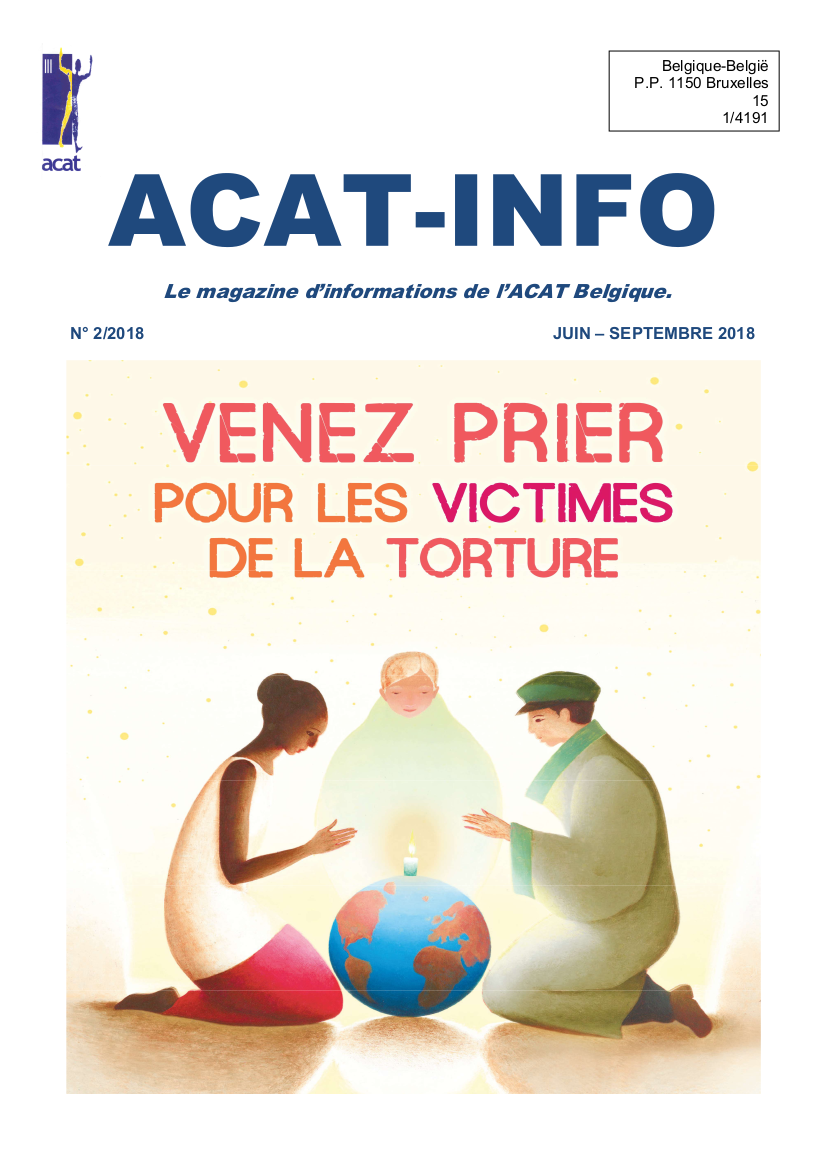 acat
Belgique-België
P.P. 1150 Bruxelles
15
1/4191
ACAT-INFO
Le magazine d'informations de l'ACAT Belgique.
N° 2/2018 JUIN – SEPTEMBRE 2018
VENEZ PRIER
POUR LES VICTIMES
DE LA TORTURE